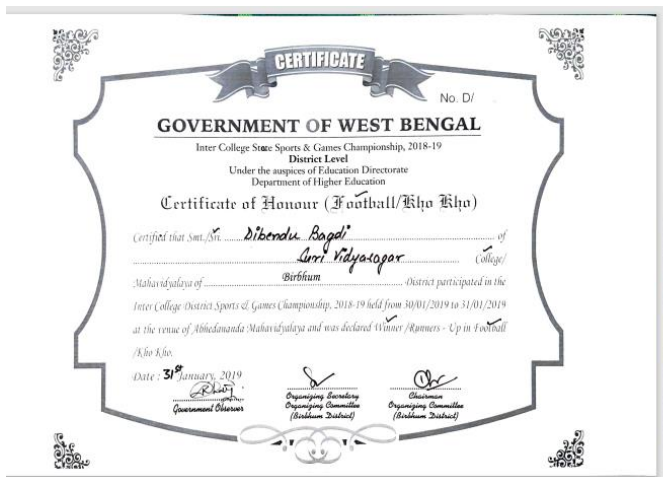 CERTIFICATE
No. D/
GOVERNMENT OF WEST BENGAL
Inter College State Sports & Games Championship, 2018-19
District Level
Under the auspices of Education Directorate
Department of Higher Education
Certificate of Honour (Football/Kho Kho)
Certified that Smt./Sri. Dibendu Bagdi of
Suri Vidyasagar College/
Mahavidyalaya of Birbhum District participated in the
Inter College District Sports & Games Championship, 2018-19 held from 30/01/2019 to 31/01/2019
at the venue of Abhedananda Mahavidyalaya and was declared Winner /Runners - Up in Football
/Kho Kho.
Date : 31st January, 2019
Government Observer
Organizing Secretary
Organizing Committee
(Birbhum District)
Chairman
Organizing Committee
(Birbhum District)